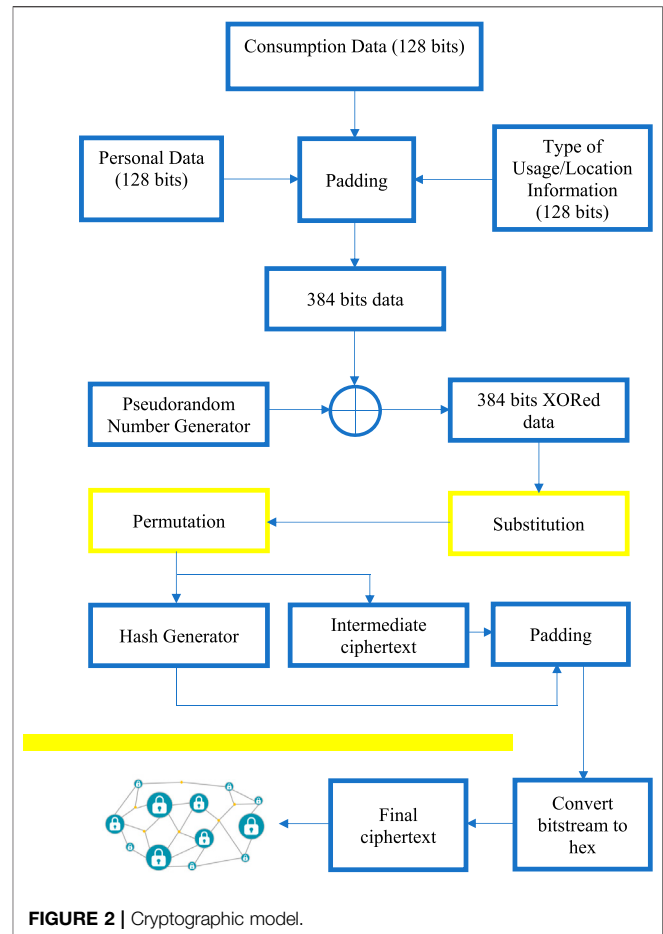 Consumption Data (128 bits)
Personal Data
(128 bits)
Padding
Type of
Usage/Location
Information
(128 bits)
384 bits data
Pseudorandom
Number Generator
384 bits XORed
data
Permutation
Substitution
Hash Generator
Intermediate
ciphertext
Padding
Final
ciphertext
Convert
bitstream to
hex
FIGURE 2 | Cryptographic model.